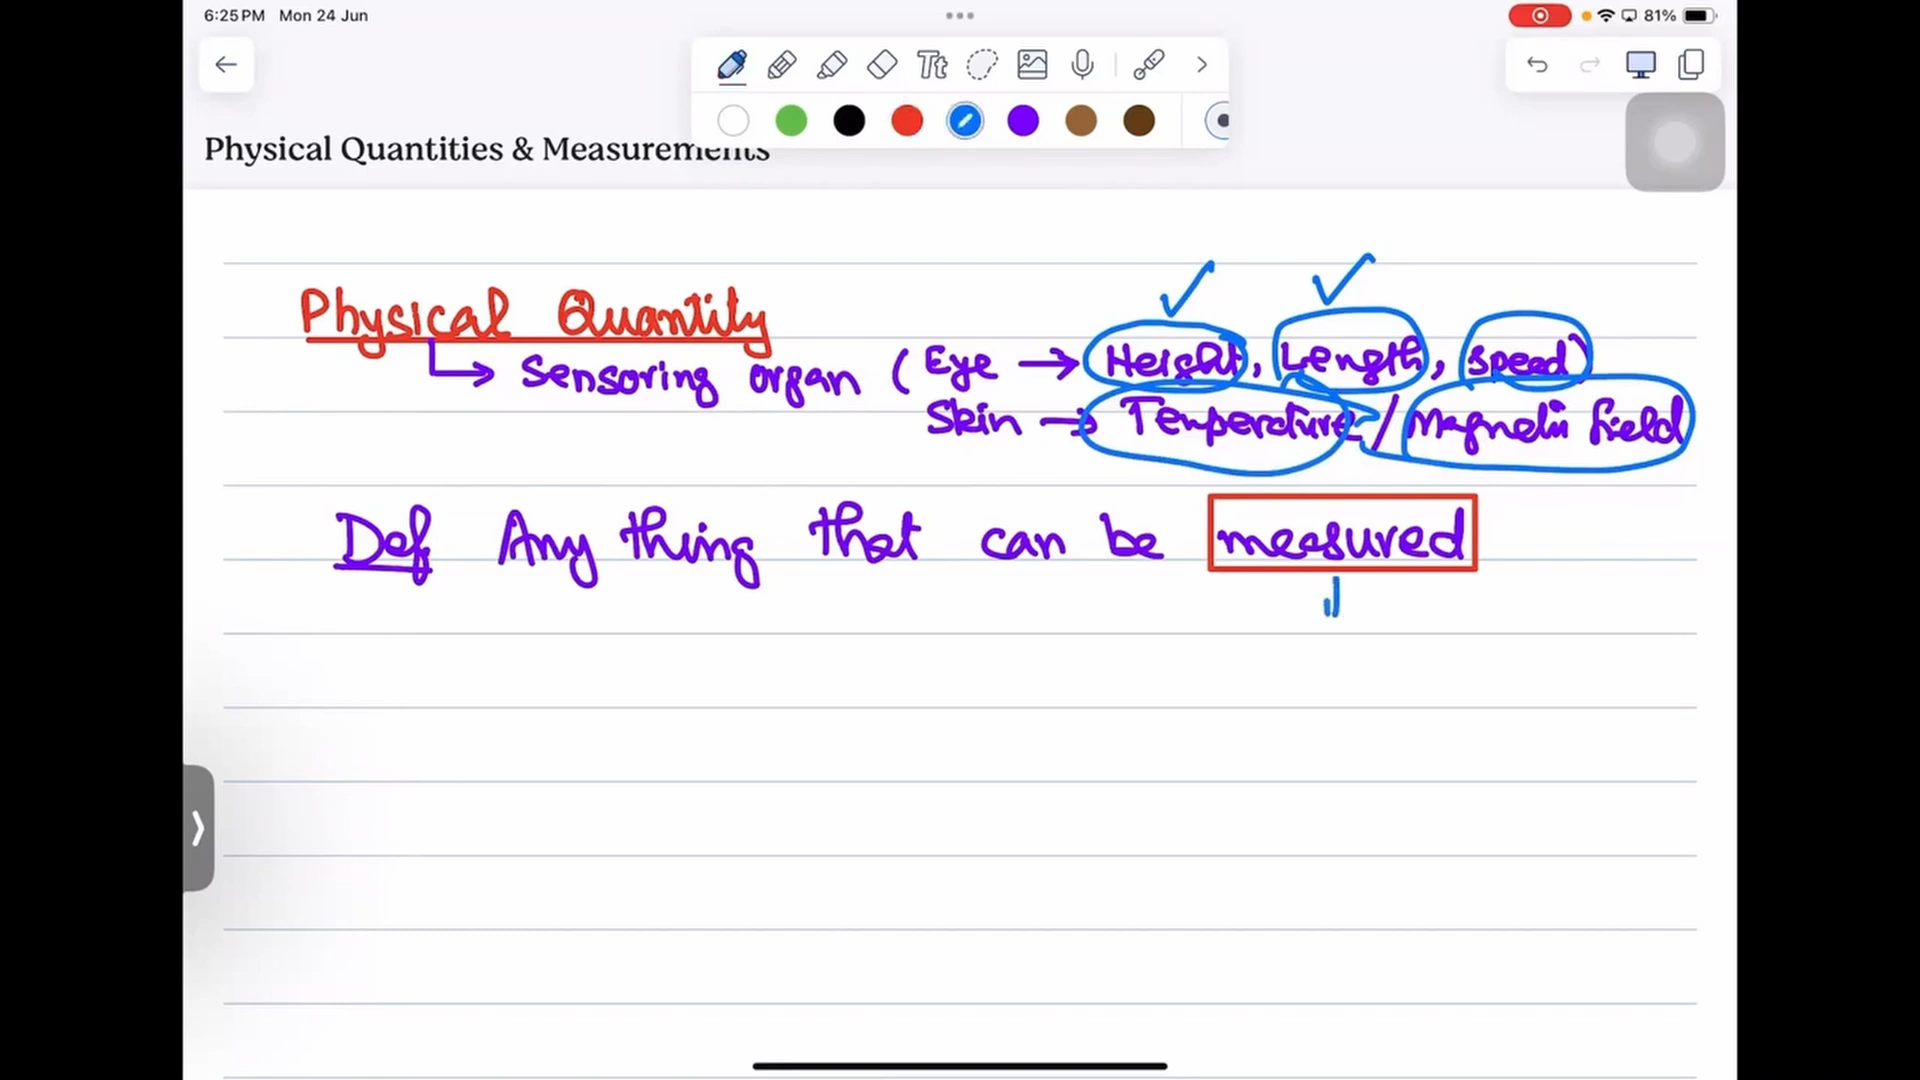 6:25 PM Mon 24 Jun
81%
Tt
Physical Quantities & Measurements
Physical Quantity
Sensoring organ ( Eye → Height, Length, speed)
Skin → Temperature / Magnetic field
Def Any thing that can be measured